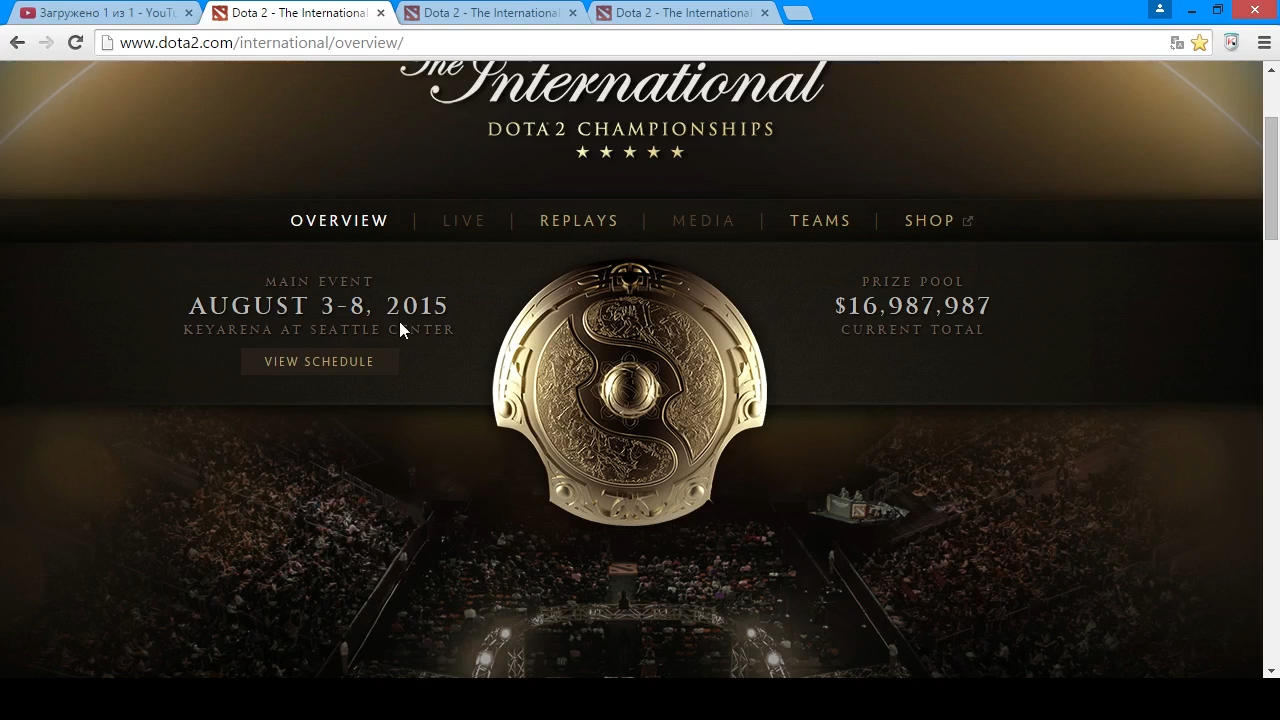 Загружено 1 из 1 - YouTu
Dota 2 - The International
Dota 2 - The International
Dota 2 - The International
www.dota2.com/international/overview/
The International
DOTA 2 CHAMPIONSHIPS
OVERVIEW | LIVE | REPLAYS | MEDIA | TEAMS | SHOP
MAIN EVENT
AUGUST 3-8, 2015
KEYARENA AT SEATTLE CENTER
VIEW SCHEDULE
PRIZE POOL
$16,987,987
CURRENT TOTAL